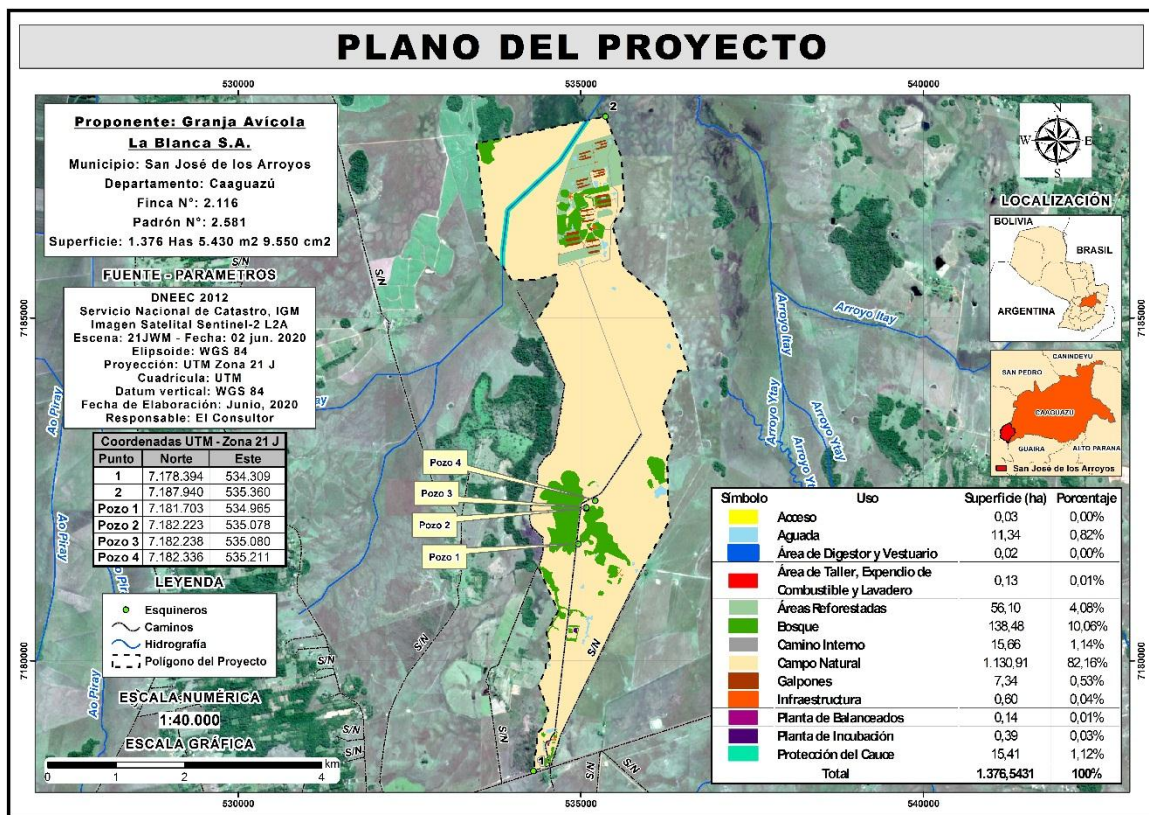 PLANO DEL PROYECTO
530000 535000 540000
Proponente: Granja Avícola
La Blanca S.A.
Municipio: San José de los Arroyos
Departamento: Caaguazú
Finca N°: 2.116
Padrón N°: 2.581
Superficie: 1.376 Has 5.430 m2 9.550 cm2
FUENTE - PARAMETROS
DNEEC 2012
Servicio Nacional de Catastro, IGM
Imagen Satelital Sentinel-2 L2A
Escena: 21JWM - Fecha: 02 jun. 2020
Elipsoide: WGS 84
Proyección: UTM Zona 21 J
Cuadrícula: UTM
Datum vertical: WGS 84
Fecha de Elaboración: Junio, 2020
Responsable: El Consultor
Coordenadas UTM - Zona 21 J
Punto Norte Este
1 7.178.394 534.309
2 7.187.940 535.360
Pozo 1 7.181.703 534.965
Pozo 2 7.182.223 535.078
Pozo 3 7.182.238 535.080
Pozo 4 7.182.336 535.211
LEYENDA
Esquineros
Caminos
Hidrografía
Polígono del Proyecto
ESCALA NUMÉRICA
1:40.000
ESCALA GRÁFICA
km
0 1 2 4
2
S/N
S/N
Ao Piray
Ao Piray
Ao Piray
Pozo 4
Pozo 3
Pozo 2
Pozo 1
S/N
S/N
S/N
S/N
S/N
S/N
S/N
S/N
1
Arroyo Itay
Arroyo Itay
Arroyo Ytay
Arroyo Ytay
Arroyo Ytay
7185000
7180000
7185000
7180000
N
W E
S
LOCALIZACIÓN
BOLIVIA
BRASIL
ARGENTINA
CANINDEYU
SAN PEDRO
CAAGUAZU
GUAIRA
ALTO PARANA
San José de los Arroyos
Símbolo Uso Superficie (ha) Porcentaje
Acceso 0,03 0,00%
Aguada 11,34 0,82%
Área de Digestor y Vestuario 0,02 0,00%
Área de Taller, Expendio de
Combustible y Lavadero 0,13 0,01%
Áreas Reforestadas 56,10 4,08%
Bosque 138,48 10,06%
Camino Interno 15,66 1,14%
Campo Natural 1.130,91 82,16%
Galpones 7,34 0,53%
Infraestructura 0,60 0,04%
Planta de Balanceados 0,14 0,01%
Planta de Incubación 0,39 0,03%
Protección del Cauce 15,41 1,12%
Total 1.376,5431 100%
530000 535000 540000